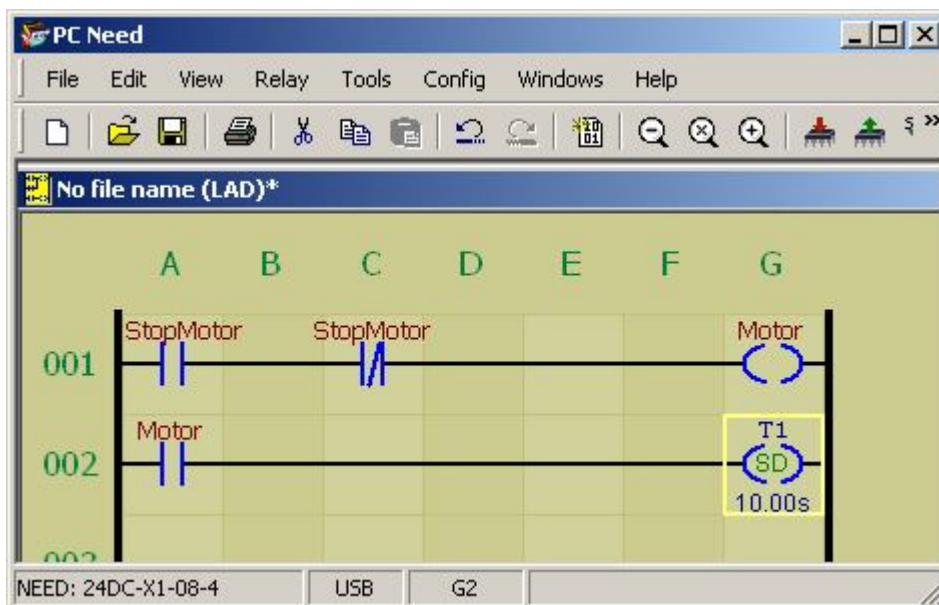 PC Need
File Edit View Relay Tools Config Windows Help
No file name (LAD)*
A B C D E F G
StopMotor StopMotor Motor
001
Motor T1
002 SD
10.00s
NEED: 24DC-X1-08-4 USB G2